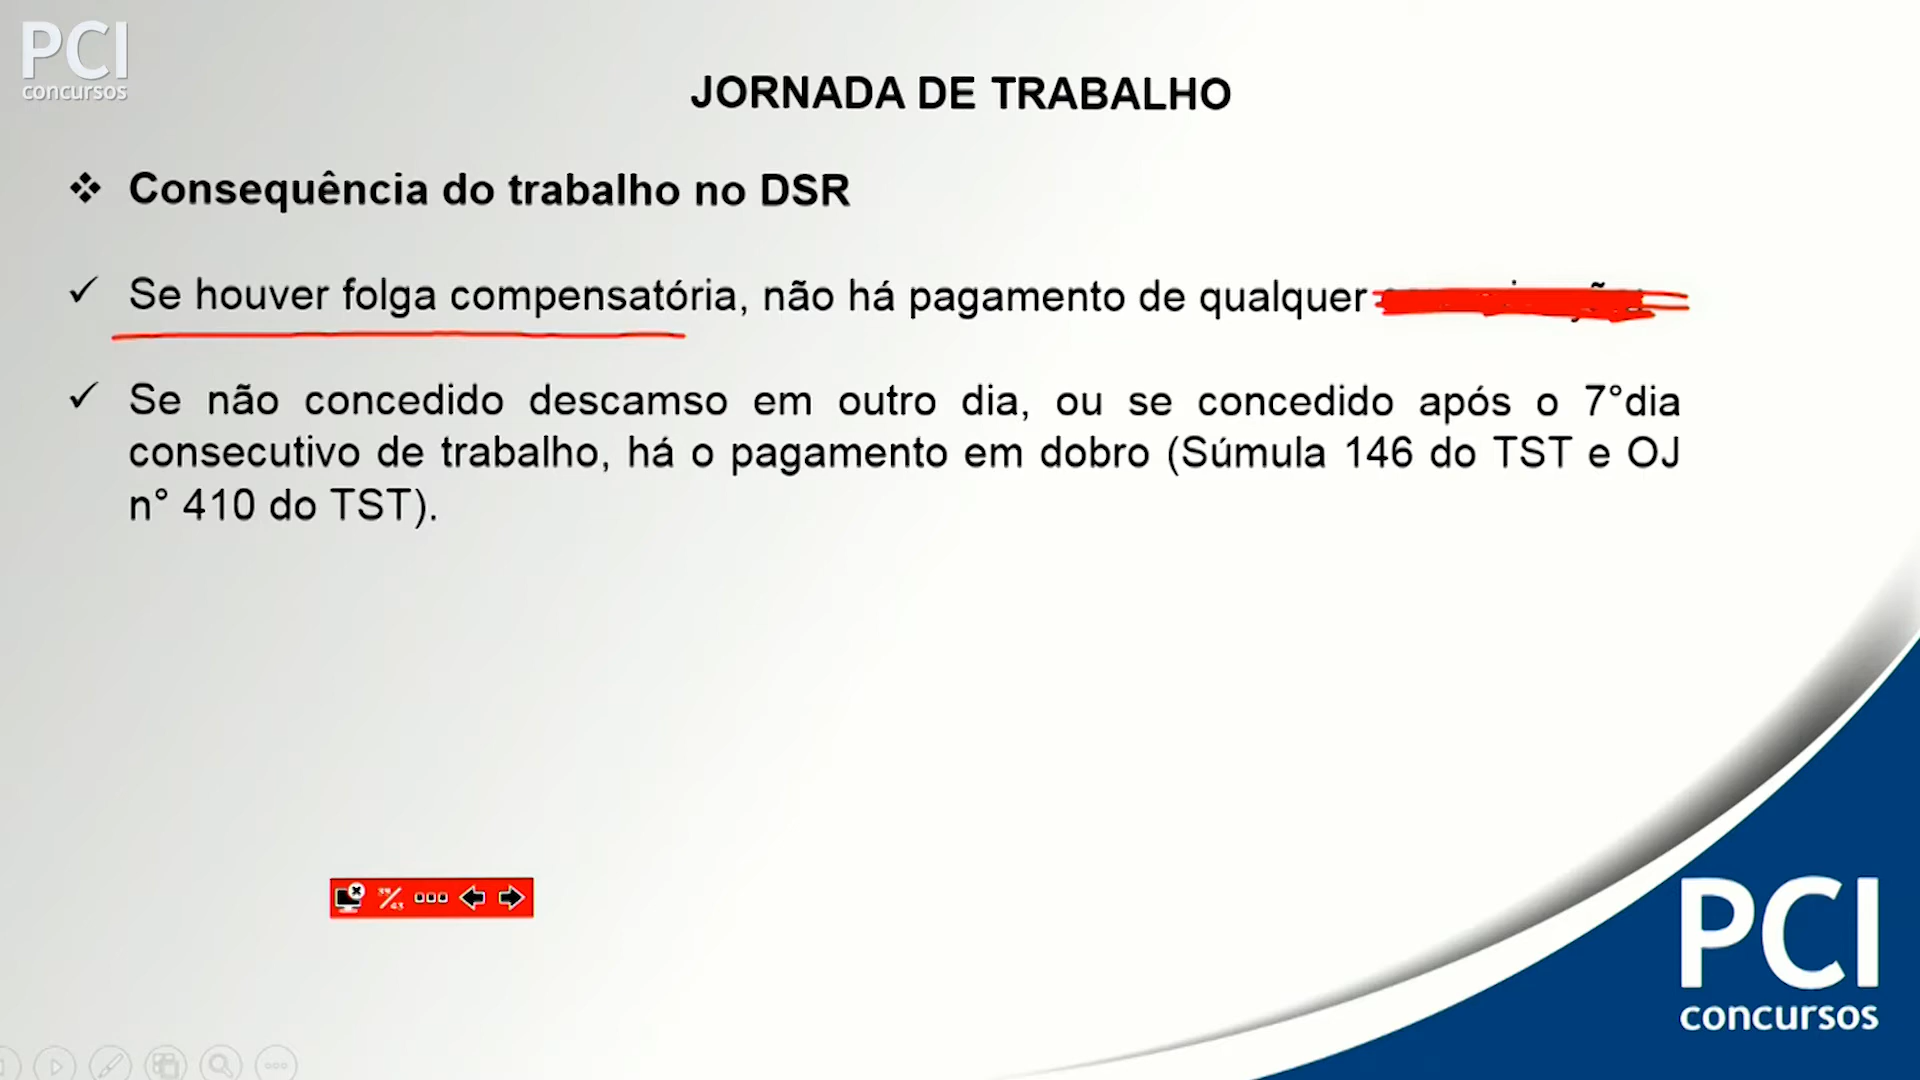 PCI
concursos
JORNADA DE TRABALHO
Consequência do trabalho no DSR
Se houver folga compensatória, não há pagamento de qualquer
Se não concedido descamso em outro dia, ou se concedido após o 7°dia
consecutivo de trabalho, há o pagamento em dobro (Súmula 146 do TST e OJ
n° 410 do TST).
PCI
concursos